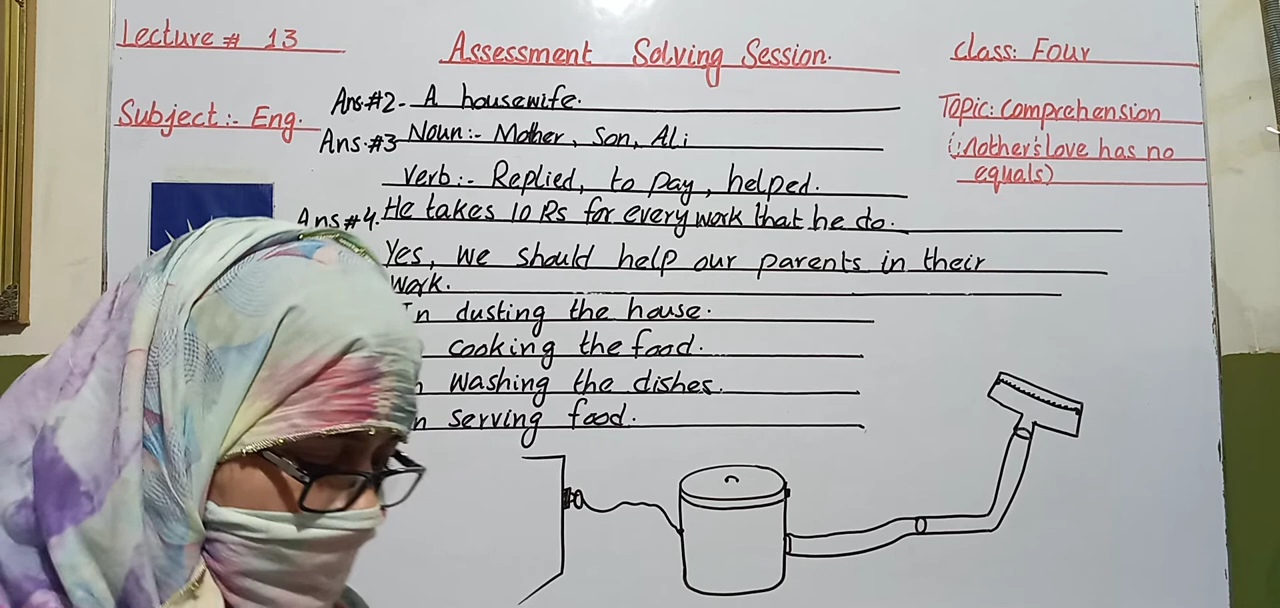 Lecture # 13
Assessment Solving Session.
Class: Four
Subject:- Eng.
Topic: Comprehension
(Mother's love has no
equals)
Ans.#2- A housewife.
Ans.#3 Noun:- Mother, Son, Ali
Verb:- Replied, to pay, helped.
Ans#4. He takes 10 Rs for every work that he do.
Yes, we should help our parents in their
work.
In dusting the house.
cooking the food.
n washing the dishes.
n serving food.